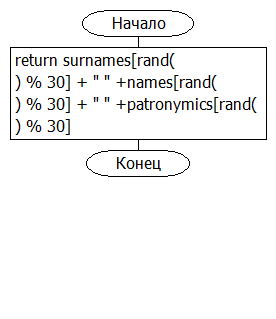 Начало
return surnames[rand(
) % 30] + " " +names[rand(
) % 30] + " " +patronymics[rand(
) % 30]
Конец